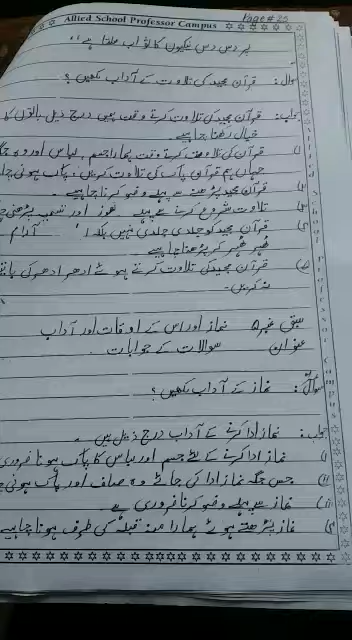 Allied School Professor Campus
Page # 25
ہر دس دس نیکیوں کا ثواب ملتا ہے۔"
سوال: قرآن مجید کی تلاوت کے آداب لکھیں؟
جواب: قرآن مجید کی تلاوت کرتے وقت ہمیں درج ذیل باتوں کا
خیال رکھنا چاہیے۔
قرآن کی تلاوت کرتے وقت ہمارا جسم، لباس اور وہ جگہ
جہاں ہم قرآن پاک کی تلاوت کریں، پاک ہونی
قرآن مجید پڑھنے سے پہلے وضو کرنا چاہیے۔
تلاوت شروع کرنے سے پہلے تعوذ اور تسمیہ پڑھنی
قرآن مجید کو جلدی جلدی نہیں بلکہ آرام
ٹھہر ٹھہر کر پڑھنا چاہیے
قرآن مجید کی تلاوت کرتے ہوئے ادھر ادھر کی
نہ کریں۔
سبق نمبر ۵ نماز اور اس کے اوقات اور آداب
عنوان سوالات کے جوابات۔
سوال: نماز کے آداب لکھیں؟
جواب: نماز ادا کرنے کے آداب درج ذیل ہیں۔
نماز ادا کرنے کے لئے جسم اور لباس کا پاک ہونا ضروری
جس جگہ نماز ادا کی جائے وہ صاف اور پاک ہونی
نماز سے پہلے وضو کرنا ضروری ہے
نماز پڑھتے ہوئے ہمارا منہ قبلہ کی طرف ہونا چاہیے